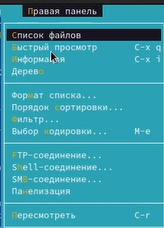 Правая панель
Список файлов
Быстрый просмотр C-x q
Информация C-x i
Дерево
Формат списка...
Порядок сортировки...
Фильтр...
Выбор кодировки... M-e
FTP-соединение...
Shell-соединение...
SMB-соединение...
Панелизация
Пересмотреть C-r